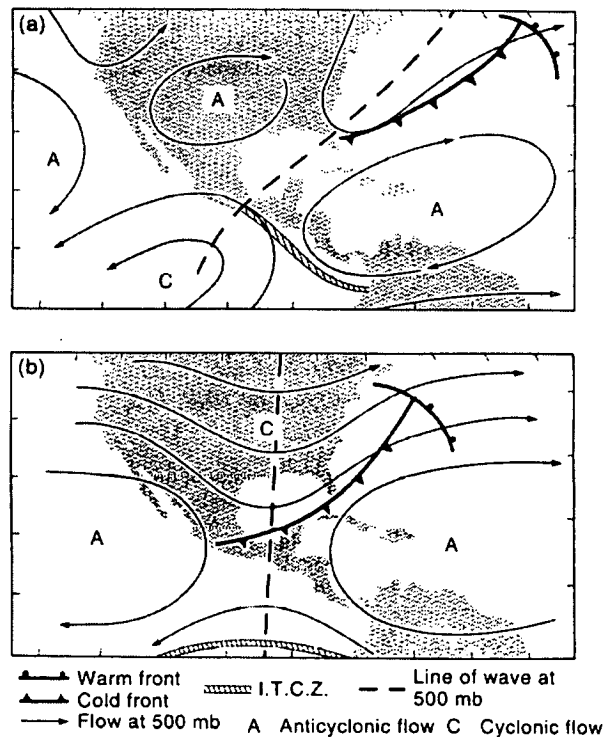 (a)
A
A
A
C
(b)
C
A
A
Warm front
I.T.C.Z.
Line of wave at
500 mb
Cold front
Flow at 500 mb
A Anticyclonic flow C Cyclonic flow